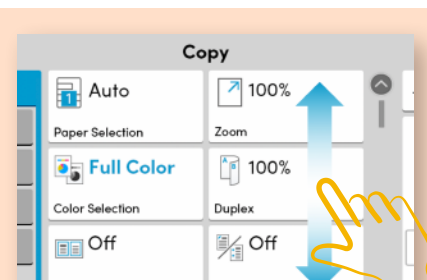 Copy
Auto
100%
Paper Selection
Zoom
Full Color
100%
Color Selection
Duplex
Off
Off